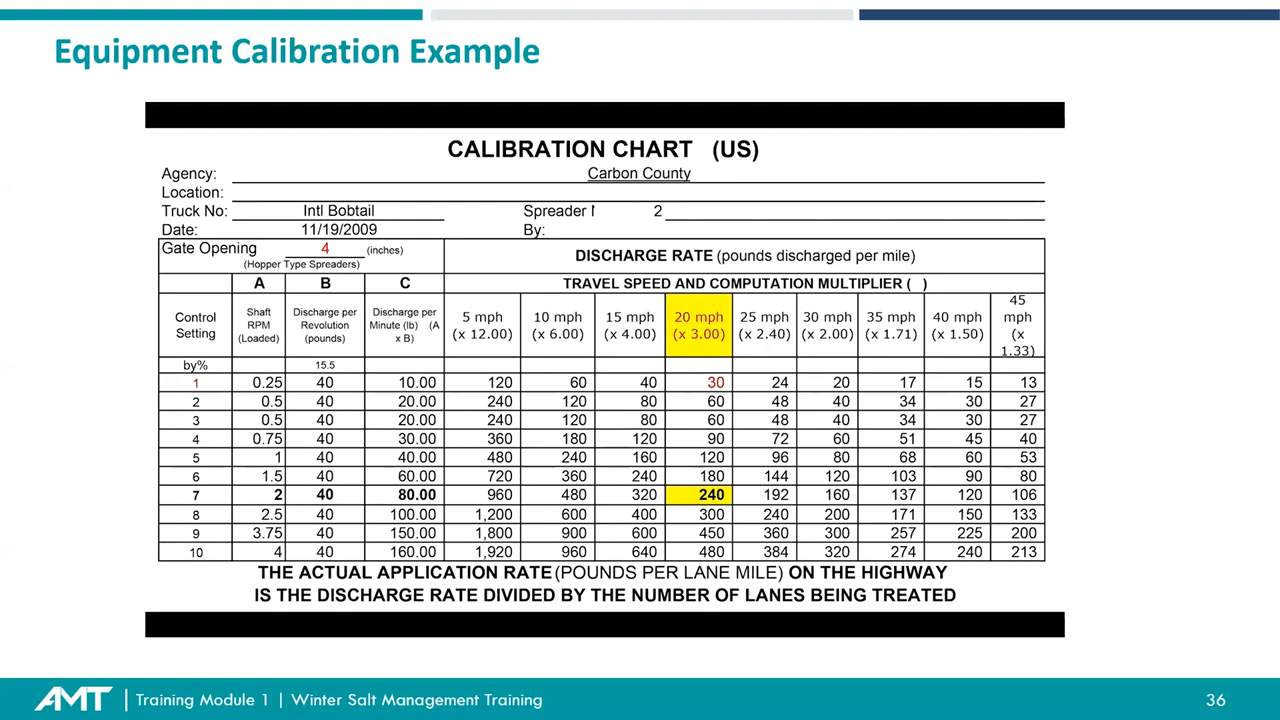 Equipment Calibration Example
CALIBRATION CHART (US)
Agency: Carbon County
Location:
Truck No: Intl Bobtail Spreader 2
Date: 11/19/2009 By:
Gate Opening 4 (inches)
(Hopper Type Spreaders)
DISCHARGE RATE (pounds discharged per mile)
A B C TRAVEL SPEED AND COMPUTATION MULTIPLIER ( )
Control Setting Shaft RPM (Loaded) Discharge per Revolution (pounds) Discharge per Minute (lb) (A x B) 5 mph (x 12.00) 10 mph (x 6.00) 15 mph (x 4.00) 20 mph (x 3.00) 25 mph (x 2.40) 30 mph (x 2.00) 35 mph (x 1.71) 40 mph (x 1.50) 45 mph (x 1.33)
by% 15.5
1 0.25 40 10.00 120 60 40 30 24 20 17 15 13
2 0.5 40 20.00 240 120 80 60 48 40 34 30 27
3 0.5 40 20.00 240 120 80 60 48 40 34 30 27
4 0.75 40 30.00 360 180 120 90 72 60 51 45 40
5 1 40 40.00 480 240 160 120 96 80 68 60 53
6 1.5 40 60.00 720 360 240 180 144 120 103 90 80
7 2 40 80.00 960 480 320 240 192 160 137 120 106
8 2.5 40 100.00 1,200 600 400 300 240 200 171 150 133
9 3.75 40 150.00 1,800 900 600 450 360 300 257 225 200
10 4 40 160.00 1,920 960 640 480 384 320 274 240 213
THE ACTUAL APPLICATION RATE (POUNDS PER LANE MILE) ON THE HIGHWAY
IS THE DISCHARGE RATE DIVIDED BY THE NUMBER OF LANES BEING TREATED
AMT | Training Module 1 | Winter Salt Management Training 36